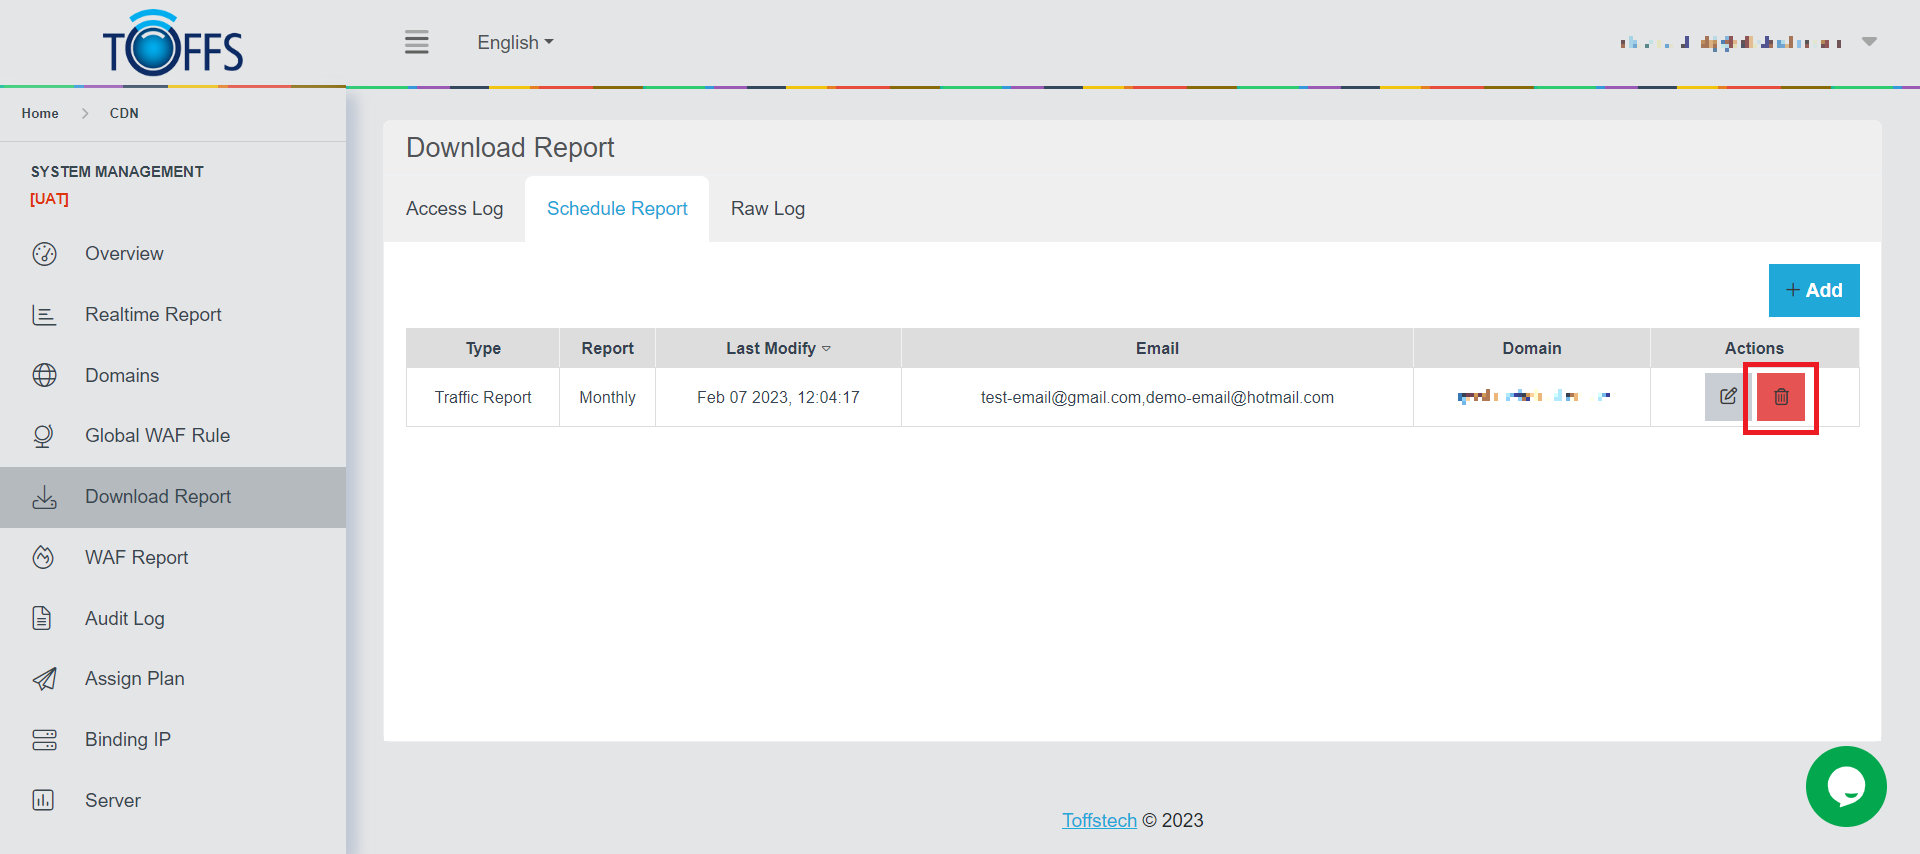 TOFFS
English
Home > CDN
SYSTEM MANAGEMENT
[UAT]
Overview
Realtime Report
Domains
Global WAF Rule
Download Report
WAF Report
Audit Log
Assign Plan
Binding IP
Server
Download Report
Access Log Schedule Report Raw Log
+ Add
Type Report Last Modify Email Domain Actions
Traffic Report Monthly Feb 07 2023, 12:04:17 test-email@gmail.com,demo-email@hotmail.com
Toffstech © 2023